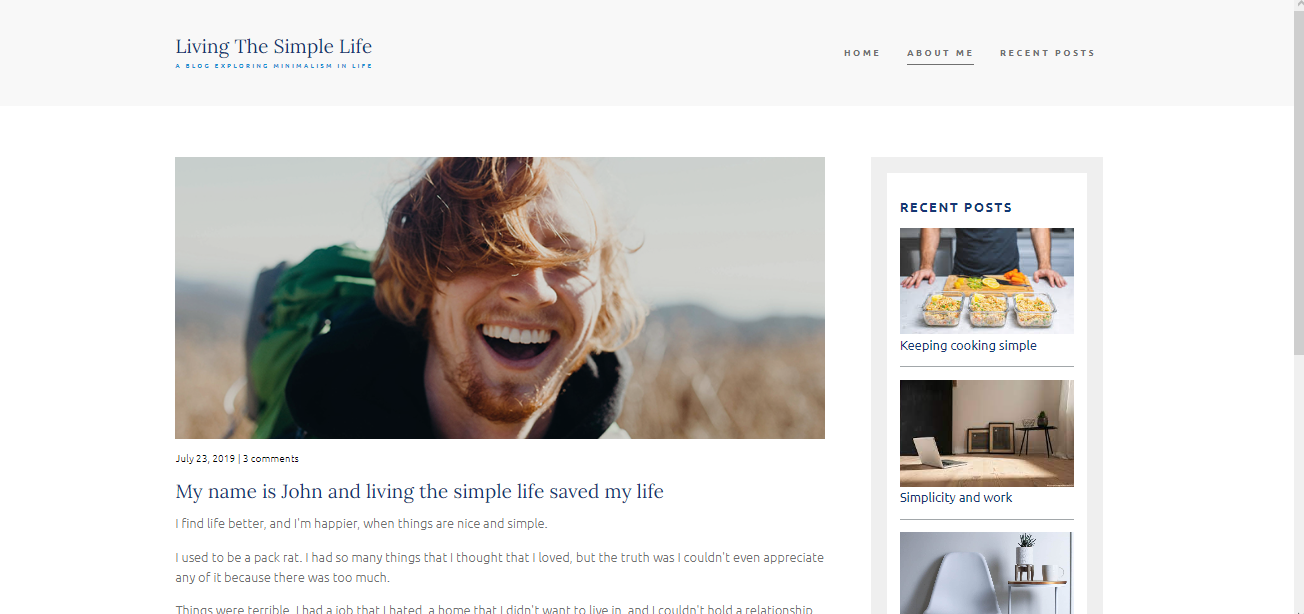 Living The Simple Life
A BLOG EXPLORING MINIMALISM IN LIFE
HOME
ABOUT ME
RECENT POSTS
July 23, 2019 | 3 comments
My name is John and living the simple life saved my life
I find life better, and I'm happier, when things are nice and simple.
I used to be a pack rat. I had so many things that I thought that I loved, but the truth was I couldn't even appreciate
any of it because there was too much.
Things were terrible. I had a job that I hated, a home that I didn't want to live in, and I couldn't hold a relationship
RECENT POSTS
Keeping cooking simple
Simplicity and work